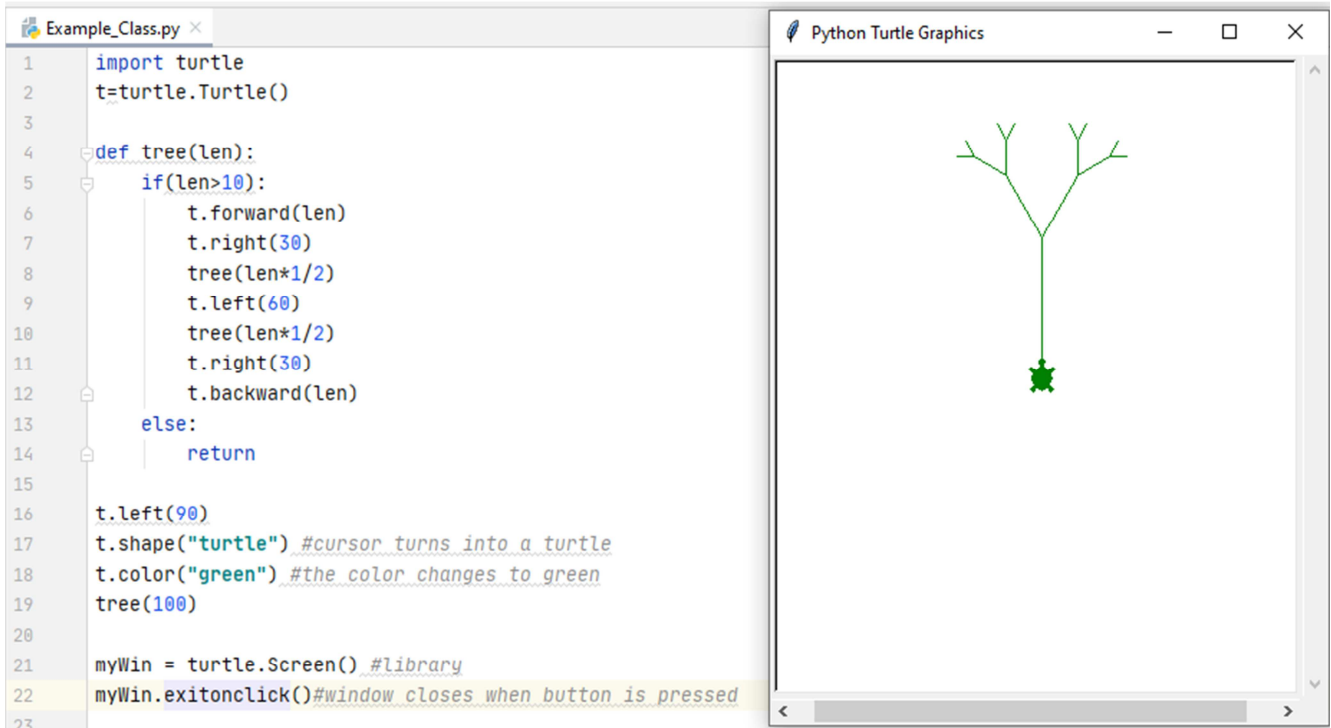 Example_Class.py
Python Turtle Graphics
1 import turtle
2 t=turtle.Turtle()
3
4 def tree(len):
5 if(len>10):
6 t.forward(len)
7 t.right(30)
8 tree(len*1/2)
9 t.left(60)
10 tree(len*1/2)
11 t.right(30)
12 t.backward(len)
13 else:
14 return
15
16 t.left(90)
17 t.shape("turtle") #cursor turns into a turtle
18 t.color("green") #the color changes to green
19 tree(100)
20
21 myWin = turtle.Screen() #library
22 myWin.exitonclick()#window closes when button is pressed
23